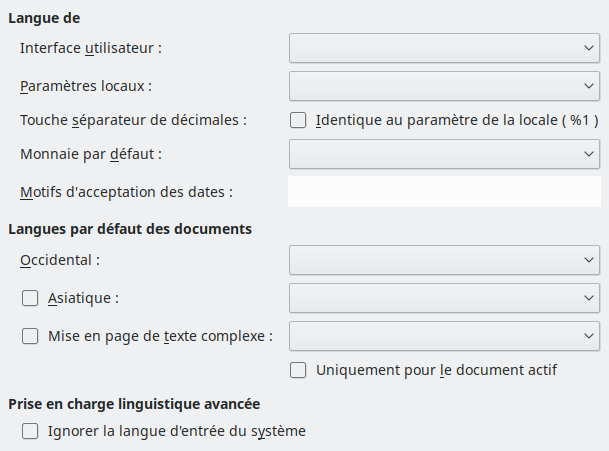 Langue de
Interface utilisateur :
Paramètres locaux :
Touche séparateur de décimales :
Identique au paramètre de la locale ( %1 )
Monnaie par défaut :
Motifs d'acceptation des dates :
Langues par défaut des documents
Occidental :
Asiatique :
Mise en page de texte complexe :
Uniquement pour le document actif
Prise en charge linguistique avancée
Ignorer la langue d'entrée du système